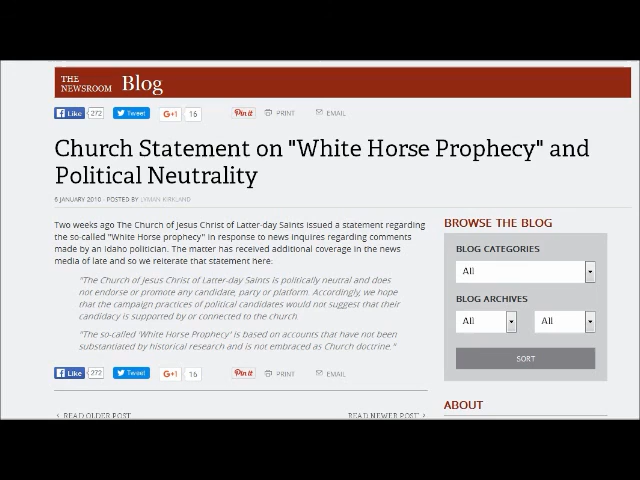 THE
NEWSROOM Blog
Like 272 Tweet G+1 16 Pin it PRINT EMAIL
Church Statement on "White Horse Prophecy" and
Political Neutrality
6 JANUARY 2010 - POSTED BY LYMAN KIRKLAND
Two weeks ago The Church of Jesus Christ of Latter-day Saints issued a statement regarding
the so-called "White Horse prophecy" in response to news inquires regarding comments
made by an Idaho politician. The matter has received additional coverage in the news
media of late and so we reiterate that statement here:
"The Church of Jesus Christ of Latter-day Saints is politically neutral and does
not endorse or promote any candidate, party or platform. Accordingly, we hope
that the campaign practices of political candidates would not suggest that their
candidacy is supported by or connected to the church.
"The so-called 'White Horse Prophecy' is based on accounts that have not been
substantiated by historical research and is not embraced as Church doctrine."
Like 272 Tweet G+1 16 Pin it PRINT EMAIL
‹ READ OLDER POST READ NEWER POST ›
BROWSE THE BLOG
BLOG CATEGORIES
All
BLOG ARCHIVES
All All
SORT
ABOUT